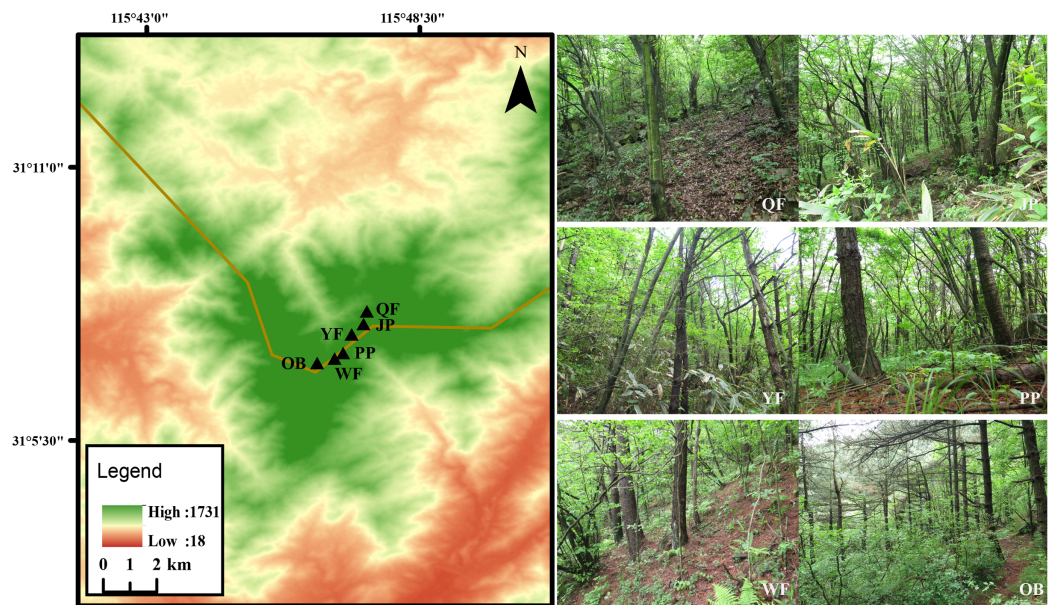 115°43'0"
115°48'30"
31°11'0"
31°5'30"
N
QF
JP
YF
PP
OB
WF
Legend
High :1731
Low :18
0 1 2 km
QF
JP
YF
PP
WF
OB